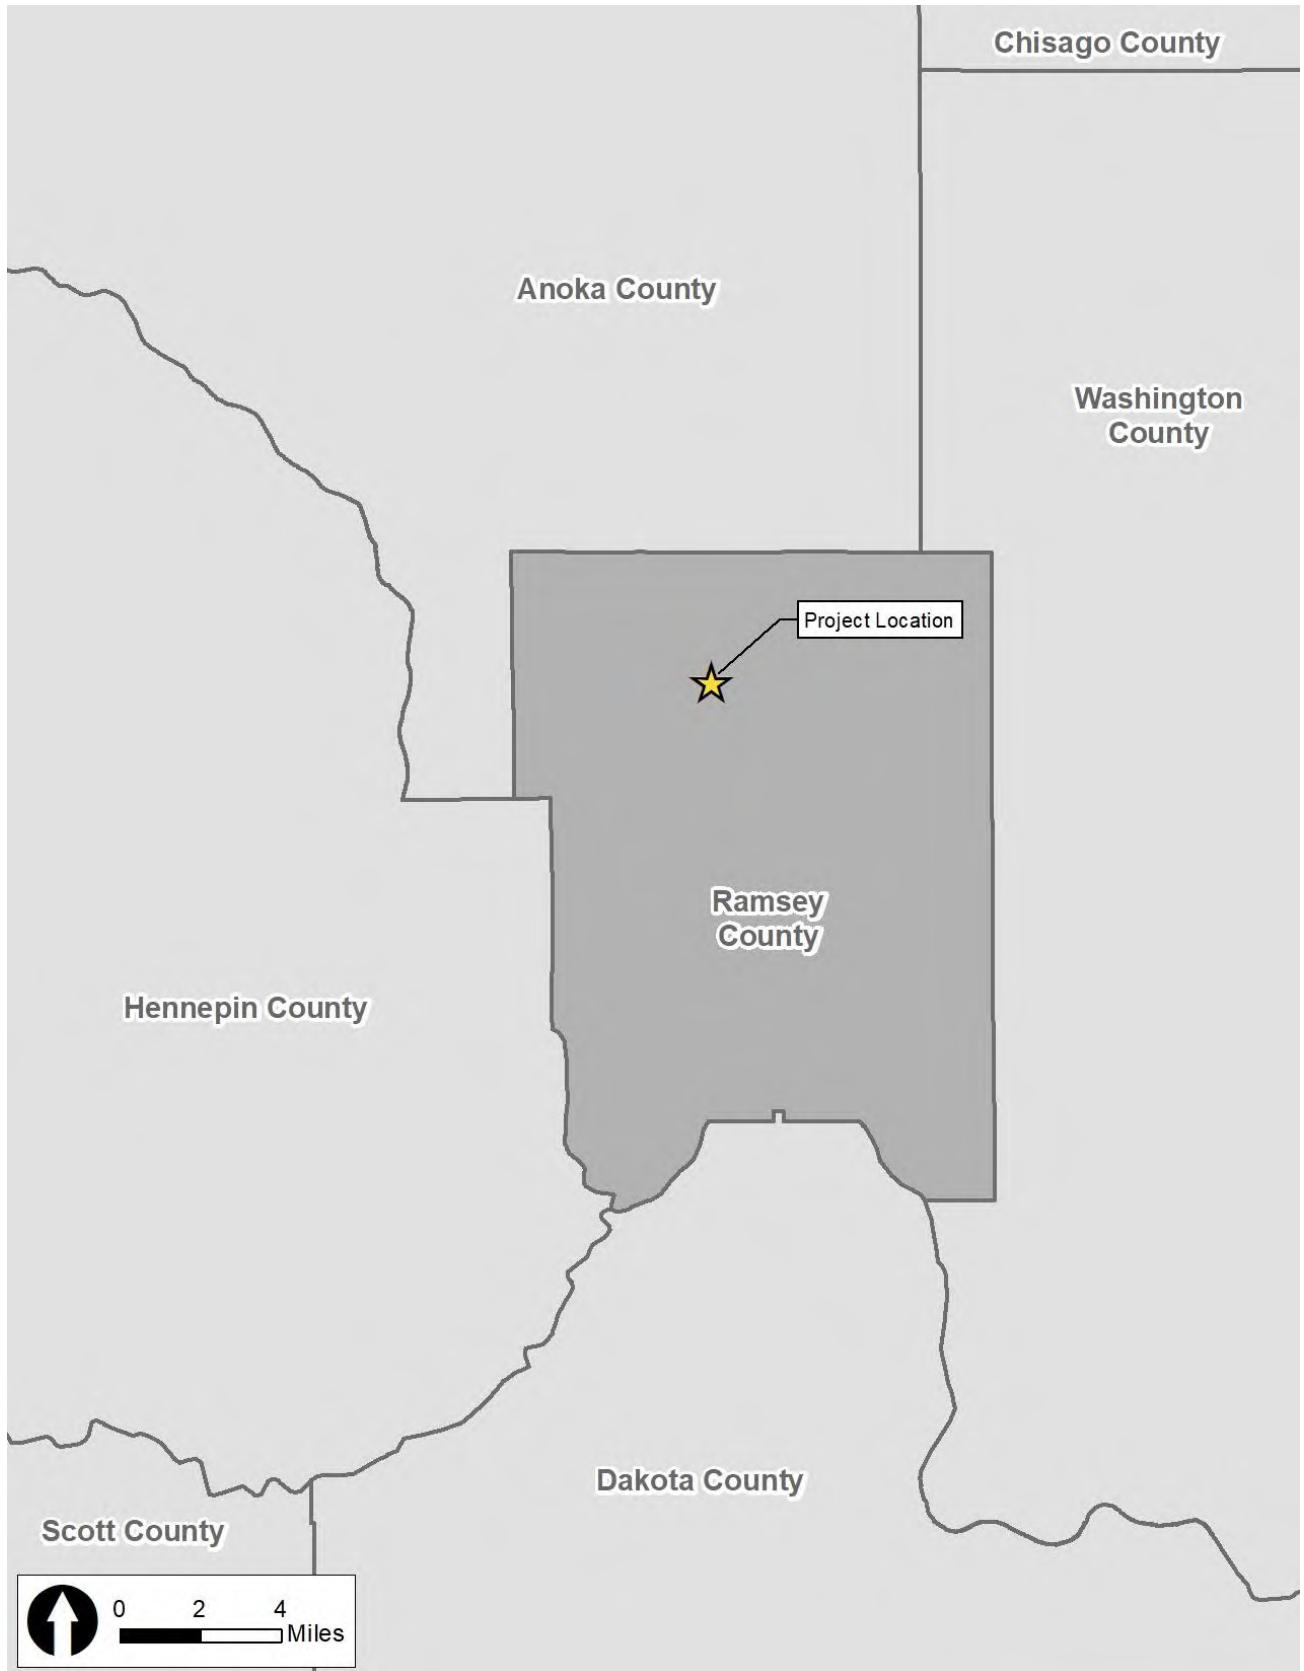 Chisago County
Anoka County
Washington
County
Project Location
Ramsey
County
Hennepin County
Dakota County
Scott County
0 2 4
Miles